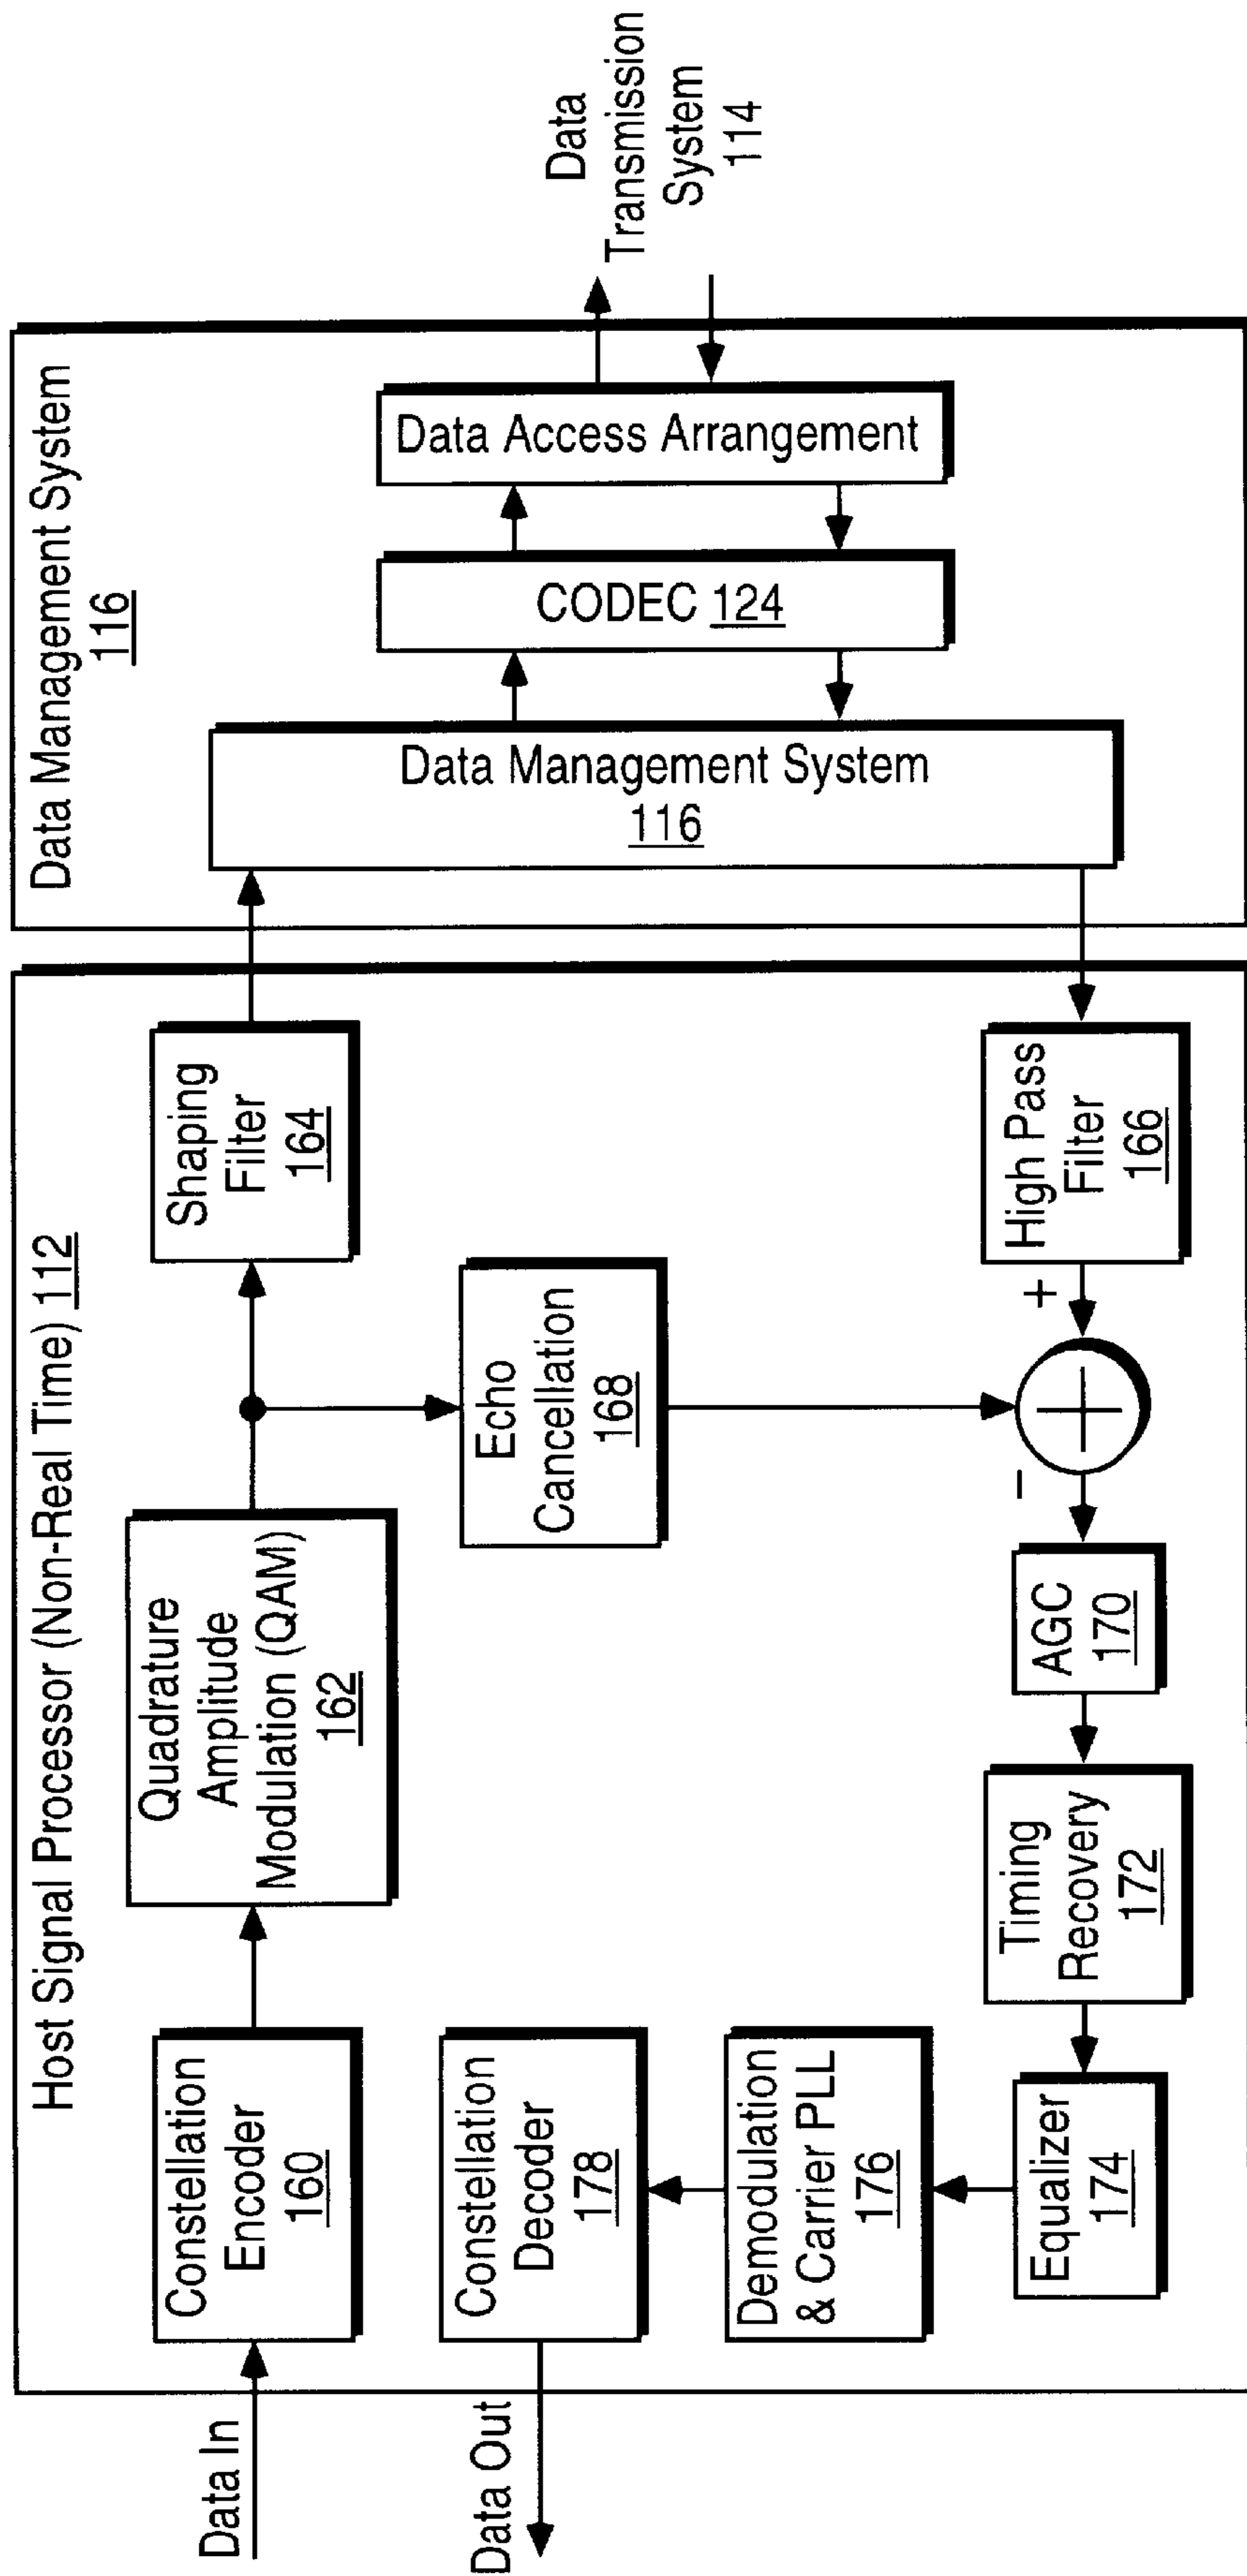 Host Signal Processor (Non-Real Time) 112
Data In
Constellation
Encoder
160
Quadrature
Amplitude
Modulation (QAM)
162
Shaping
Filter
164
Echo
Cancellation
168
Data Out
Constellation
Decoder
178
Demodulation
& Carrier PLL
176
Equalizer
174
Timing
Recovery
172
AGC
170
−
+
High Pass
Filter
166
Data Management System
116
Data Management System
116
CODEC 124
Data Access Arrangement
Data
Transmission
System
114